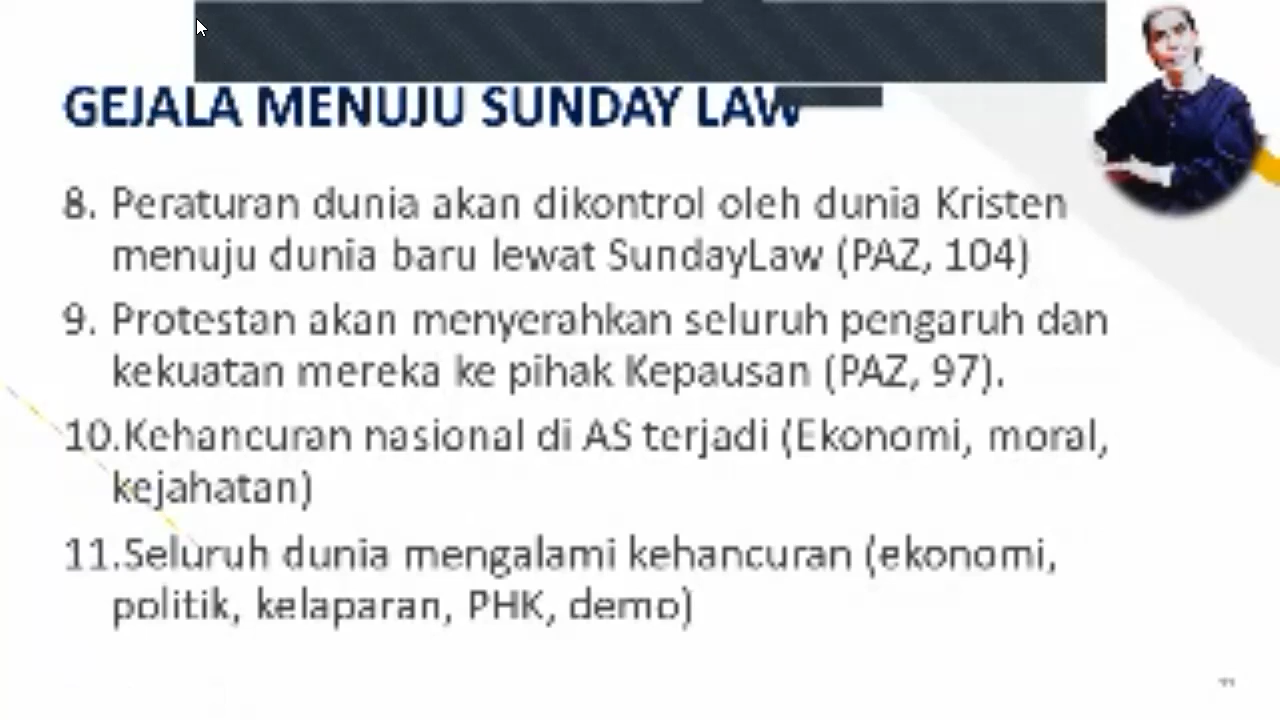 GEJALA MENUJU SUNDAY LAW
8. Peraturan dunia akan dikontrol oleh dunia Kristen
menuju dunia baru lewat SundayLaw (PAZ, 104)
9. Protestan akan menyerahkan seluruh pengaruh dan
kekuatan mereka ke pihak Kepausan (PAZ, 97).
10.Kehancuran nasional di AS terjadi (Ekonomi, moral,
kejahatan)
11.Seluruh dunia mengalami kehancuran (ekonomi,
politik, kelaparan, PHK, demo)